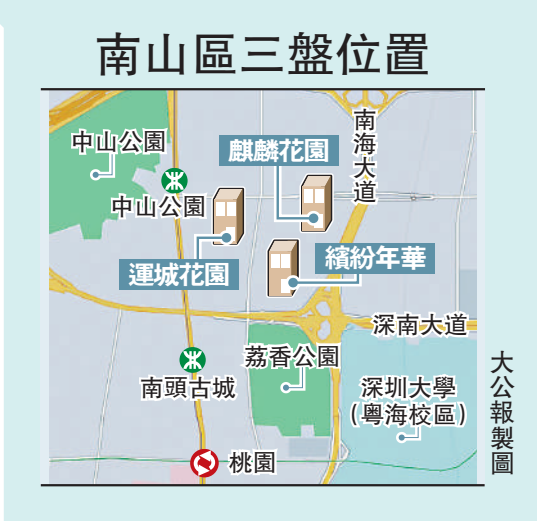 南山區三盤位置
中山公園
南海大道
麒麟花園
中山公園
繽紛年華
運城花園
深南大道
荔香公園
南頭古城
深圳大學
(粵海校區)
桃園
大公報製圖